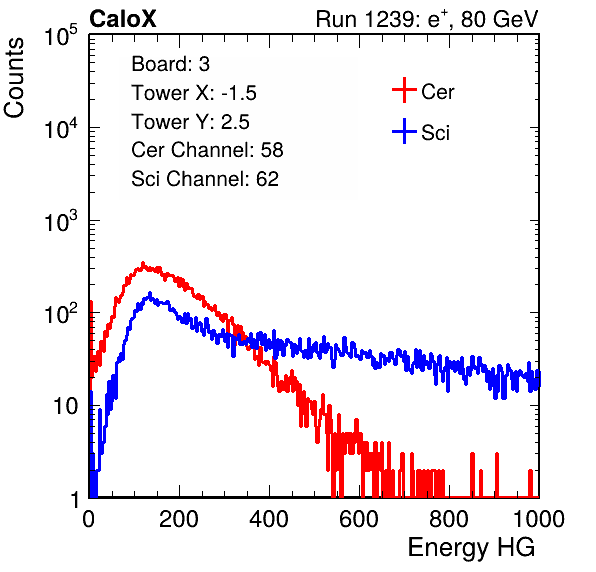 CaloX Run 1239: e⁺, 80 GeV
Counts
10⁵
10⁴
10³
10²
10
1
Board: 3
Tower X: -1.5
Tower Y: 2.5
Cer Channel: 58
Sci Channel: 62
Cer
Sci
0 200 400 600 800 1000
Energy HG